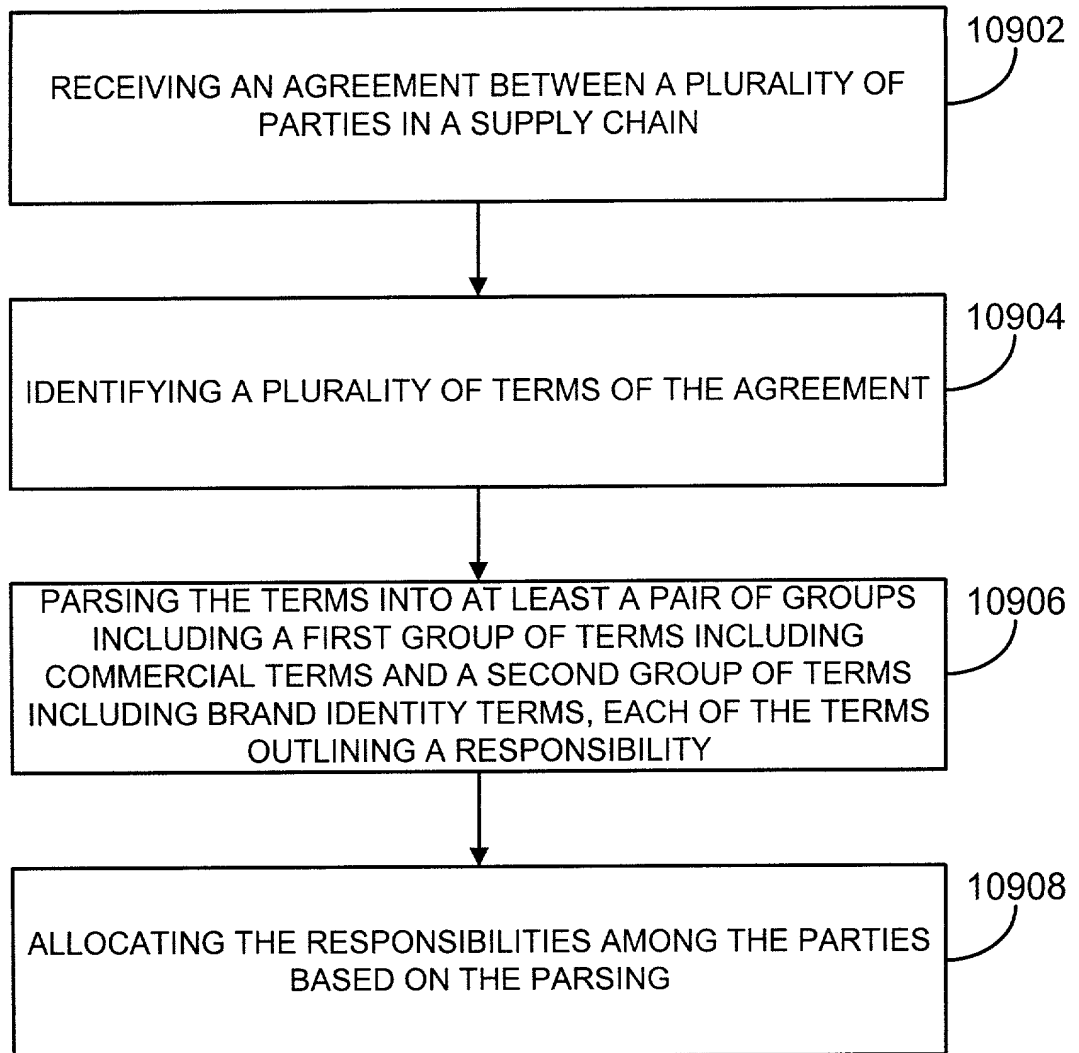 10902
RECEIVING AN AGREEMENT BETWEEN A PLURALITY OF
PARTIES IN A SUPPLY CHAIN
10904
IDENTIFYING A PLURALITY OF TERMS OF THE AGREEMENT
10906
PARSING THE TERMS INTO AT LEAST A PAIR OF GROUPS
INCLUDING A FIRST GROUP OF TERMS INCLUDING
COMMERCIAL TERMS AND A SECOND GROUP OF TERMS
INCLUDING BRAND IDENTITY TERMS, EACH OF THE TERMS
OUTLINING A RESPONSIBILITY
10908
ALLOCATING THE RESPONSIBILITIES AMONG THE PARTIES
BASED ON THE PARSING